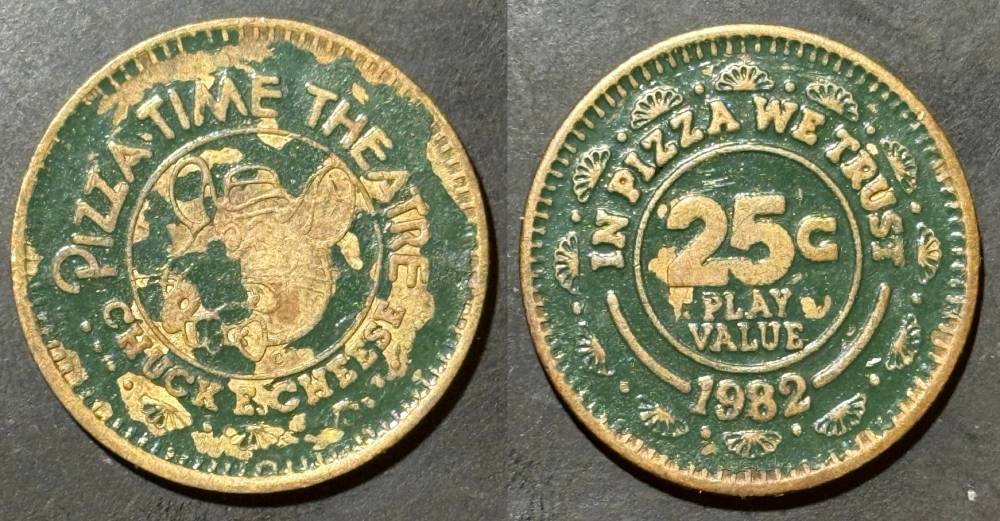 PIZZA TIME THEATRE
CHUCK E. CHEESE
IN PIZZA WE TRUST
25¢
PLAY
VALUE
1982